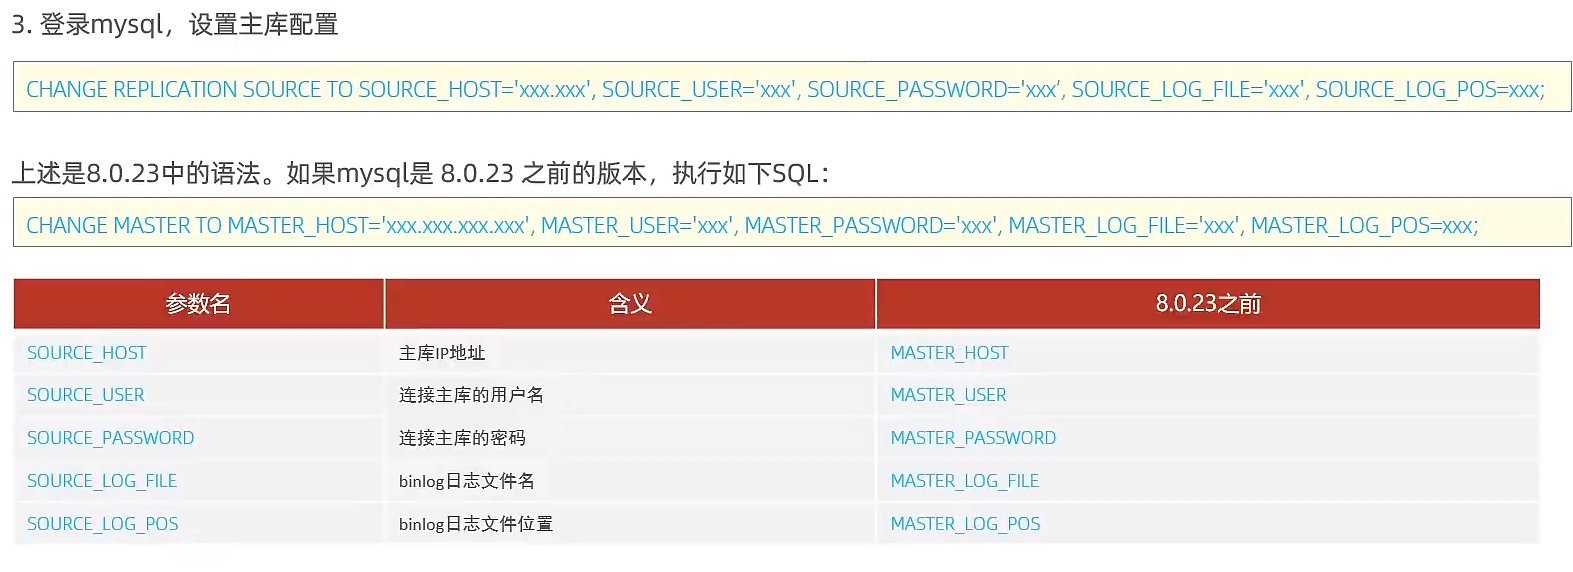 3. 登录mysql，设置主库配置
CHANGE REPLICATION SOURCE TO SOURCE_HOST='xxx.xxx', SOURCE_USER='xxx', SOURCE_PASSWORD='xxx’, SOURCE_LOG_FILE='xxx', SOURCE_LOG_POS=xxx;
上述是8.0.23中的语法。如果mysql是 8.0.23 之前的版本，执行如下SQL：
CHANGE MASTER TO MASTER_HOST='xxx.xxx.xxx.xxx', MASTER_USER='xxx', MASTER_PASSWORD='xxx', MASTER_LOG_FILE='xxx', MASTER_LOG_POS=xxx;
参数名 含义 8.0.23之前
SOURCE_HOST 主库IP地址 MASTER_HOST
SOURCE_USER 连接主库的用户名 MASTER_USER
SOURCE_PASSWORD 连接主库的密码 MASTER_PASSWORD
SOURCE_LOG_FILE binlog日志文件名 MASTER_LOG_FILE
SOURCE_LOG_POS binlog日志文件位置 MASTER_LOG_POS